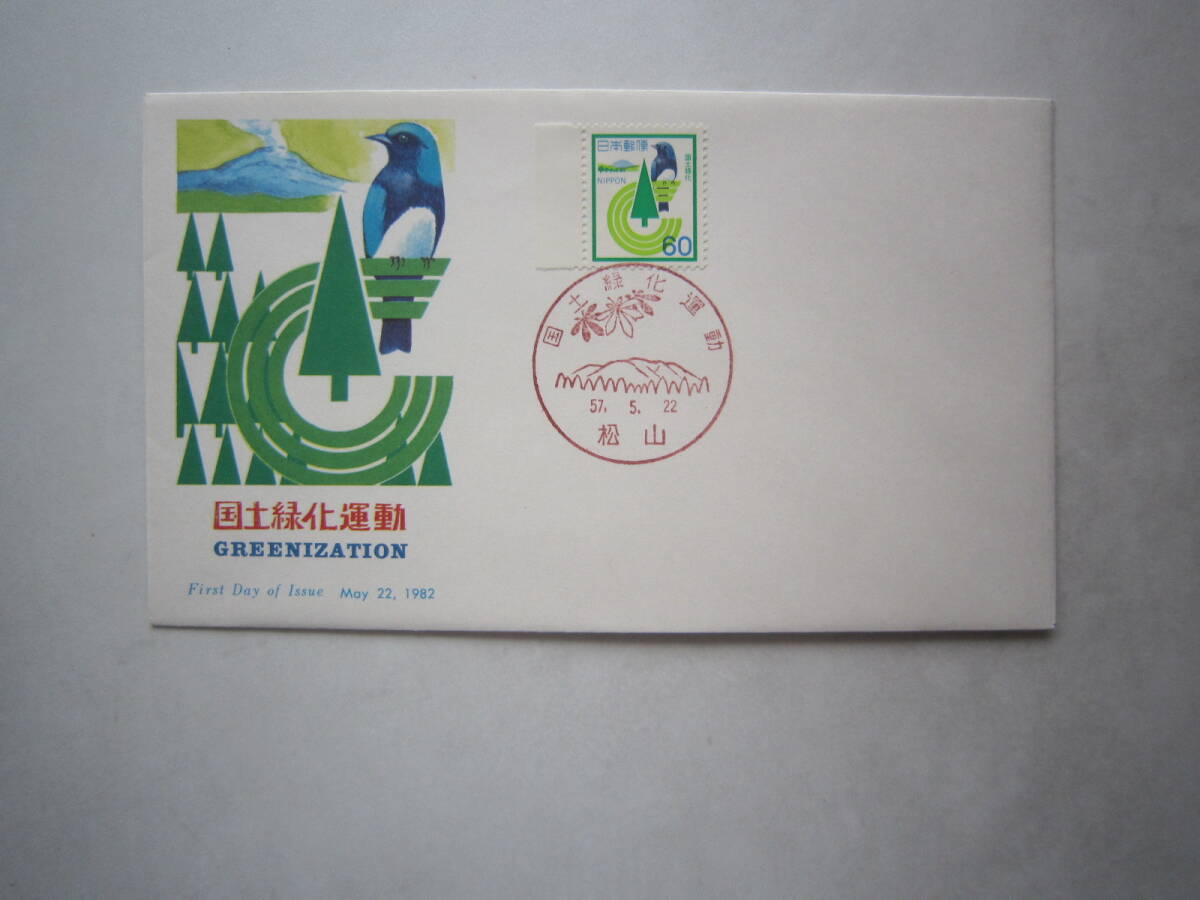 日本郵便
国土緑化
NIPPON
60
国土緑化運動
57. 5. 22
松山
国土緑化運動
GREENIZATION
First Day of Issue May 22, 1982